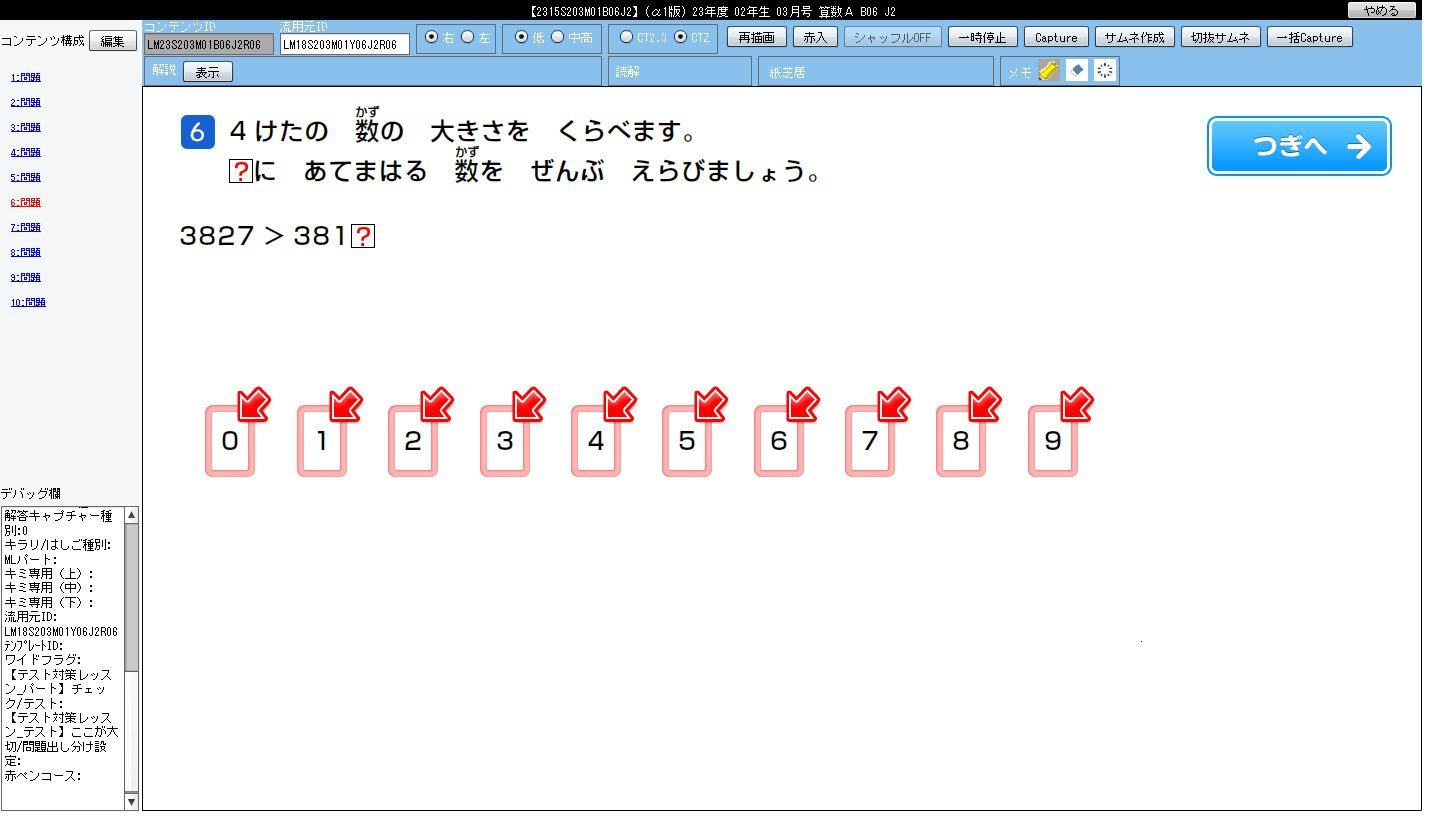 【2315S203M01B06J2】(α1版) 23年度 02年生 03月号 算数A B06 J2
やめる
コンテンツ構成
編集
コンテンツID
流用元ID
LM23S203M01B06J2R06
LM18S203M01Y06J2R06
右 左
低 中高
CT2,3 CTZ
再描画
赤入
シャッフルOFF
一時停止
Capture
サムネ作成
切抜サムネ
一括Capture
解説
表示
読解
紙芝居
メモ
1:問題
2:問題
3:問題
4:問題
5:問題
6:問題
7:問題
8:問題
9:問題
10:問題
かず
6 4けたの 数の 大きさを くらべます。
かず
?に あてまはる 数を ぜんぶ えらびましょう。
つぎへ
3827 > 381?
0 1 2 3 4 5 6 7 8 9
デバッグ欄
解答キャプチャー種
別:0
キラリ/はしご種別:
MLパート:
キミ専用(上):
キミ専用(中):
キミ専用(下):
流用元ID:
LM18S203M01Y06J2R06
テンプレートID:
ワイドフラグ:
【テスト対策レッス
ン_パート】チェッ
ク/テスト:
【テスト対策レッス
ン_テスト】ここが大
切/問題出し分け設
定:
赤ペンコース: